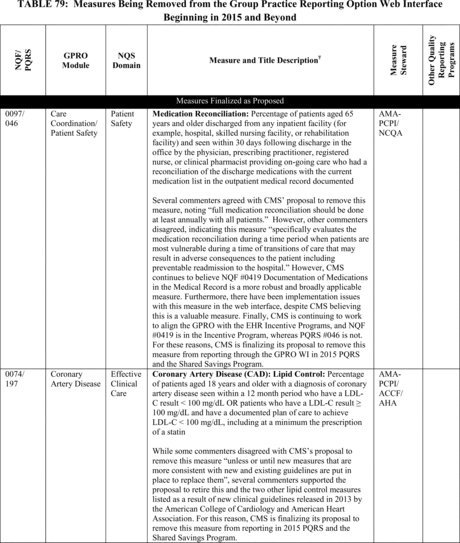 TABLE 79: Measures Being Removed from the Group Practice Reporting Option Web Interface
Beginning in 2015 and Beyond
NQF/
PQRS
GPRO
Module
NQS
Domain
Measure and Title Description¥
Measure
Steward
Other Quality
Reporting
Programs
Measures Finalized as Proposed
0097/
046
Care
Coordination/
Patient Safety
Patient
Safety
Medication Reconciliation: Percentage of patients aged 65
years and older discharged from any inpatient facility (for
example, hospital, skilled nursing facility, or rehabilitation
facility) and seen within 30 days following discharge in the
office by the physician, prescribing practitioner, registered
nurse, or clinical pharmacist providing on-going care who had a
reconciliation of the discharge medications with the current
medication list in the outpatient medical record documented
Several commenters agreed with CMS’ proposal to remove this
measure, noting “full medication reconciliation should be done
at least annually with all patients.” However, other commenters
disagreed, indicating this measure “specifically evaluates the
medication reconciliation during a time period when patients are
most vulnerable during a time of transitions of care that may
result in adverse consequences to the patient including
preventable readmission to the hospital.” However, CMS
continues to believe NQF #0419 Documentation of Medications
in the Medical Record is a more robust and broadly applicable
measure. Furthermore, there have been implementation issues
with this measure in the web interface, despite CMS believing
this is a valuable measure. Finally, CMS is continuing to work
to align the GPRO with the EHR Incentive Programs, and NQF
#0419 is in the Incentive Program, whereas PQRS #046 is not.
For these reasons, CMS is finalizing its proposal to remove this
measure from reporting through the GPRO WI in 2015 PQRS
and the Shared Savings Program.
AMA-
PCPI/
NCQA
0074/
197
Coronary
Artery Disease
Effective
Clinical
Care
Coronary Artery Disease (CAD): Lipid Control: Percentage
of patients aged 18 years and older with a diagnosis of coronary
artery disease seen within a 12 month period who have a LDL-
C result < 100 mg/dL OR patients who have a LDL-C result ≥
100 mg/dL and have a documented plan of care to achieve
LDL-C < 100 mg/dL, including at a minimum the prescription
of a statin
While some commenters disagreed with CMS’s proposal to
remove this measure “unless or until new measures that are
more consistent with new and existing guidelines are put in
place to replace them”, several commenters supported the
proposal to retire this and the two other lipid control measures
listed as a result of new clinical guidelines released in 2013 by
the American College of Cardiology and American Heart
Association. For this reason, CMS is finalizing its proposal to
remove this measure from reporting in 2015 PQRS and the
Shared Savings Program.
AMA-
PCPI/
ACCF/
AHA